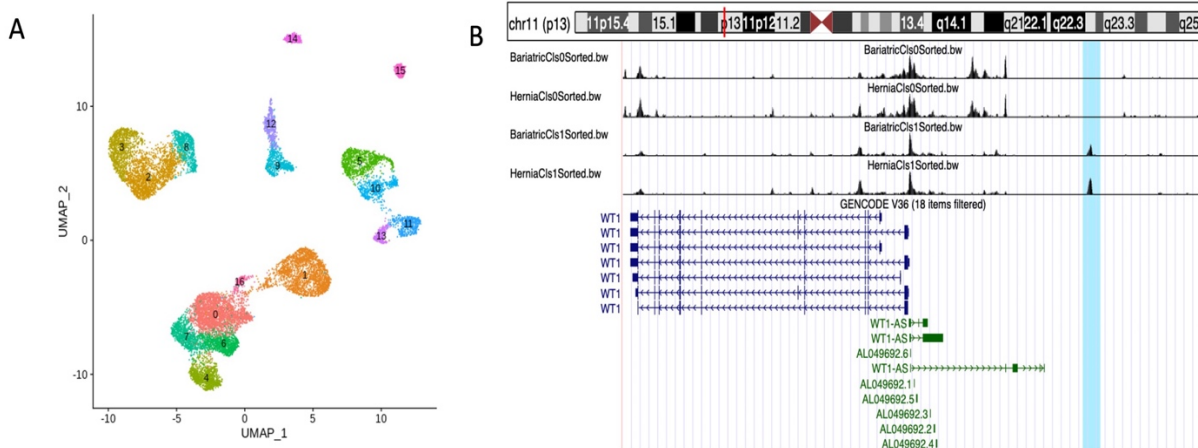 A
14
15
10
12
3
8
2
9
6
10
11
0
13
1
16
0
7
6
-10
4
-10
-5
0
5
10
UMAP_1
UMAP_2
B
chr11 (p13)
11p15.4
15.1
p13
11p12
11.2
13.4
q14.1
q21
22.1
q22.3
q23.3
q25
BariatricCls0Sorted.bw
BariatricCls0Sorted.bw
HerniaCls0Sorted.bw
HerniaCls0Sorted.bw
BariatricCls1Sorted.bw
BariatricCls1Sorted.bw
HerniaCls1Sorted.bw
HerniaCls1Sorted.bw
GENCODE V36 (18 items filtered)
WT1
WT1
WT1
WT1
WT1
WT1
WT1
WT1-AS
WT1-AS
AL049692.6
WT1-AS
AL049692.1
AL049692.5
AL049692.3
AL049692.2
AL049692.4